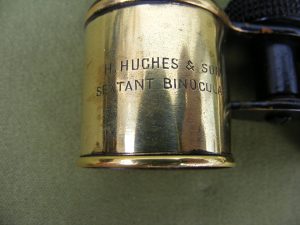 H. HUGHES & SON
SEXTANT BINOCULA